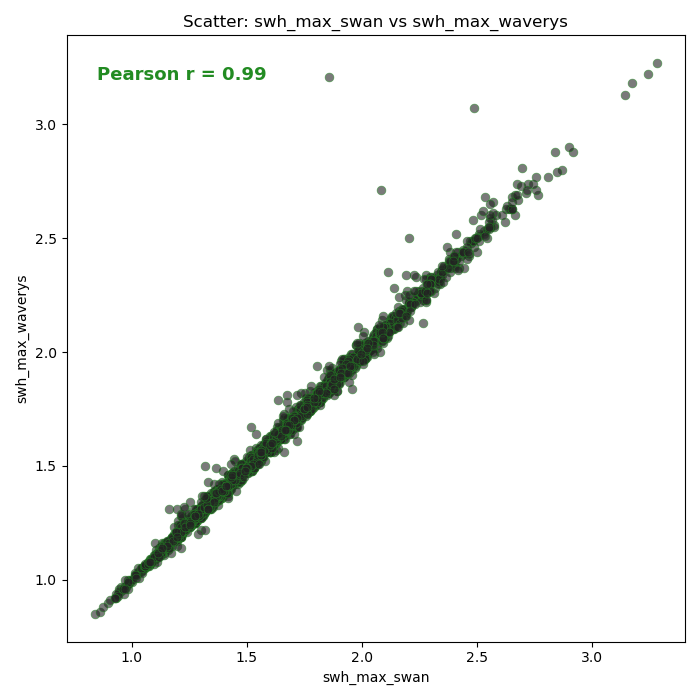 Scatter: swh_max_swan vs swh_max_waverys
Pearson r = 0.99
swh_max_waverys
3.0
2.5
2.0
1.5
1.0
1.0 1.5 2.0 2.5 3.0
swh_max_swan